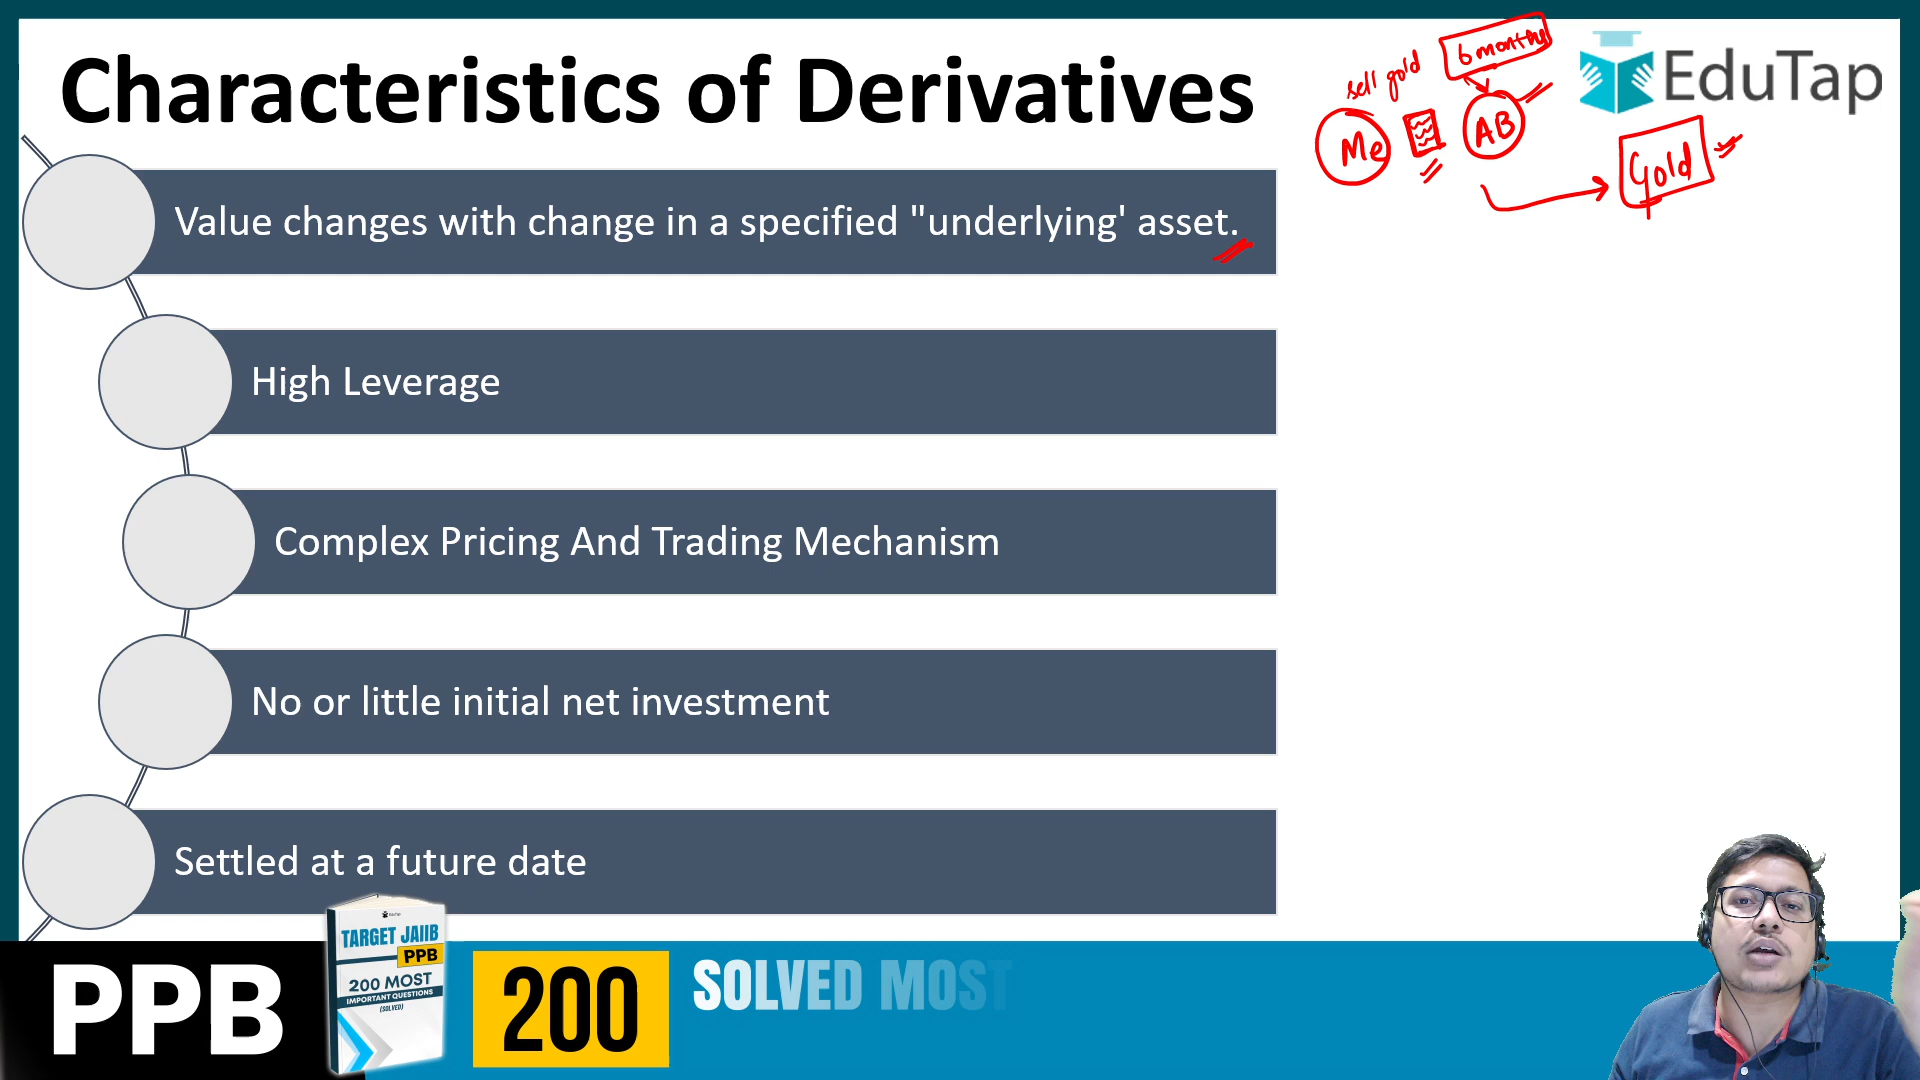 Characteristics of Derivatives
sell gold
6 months
Me
AB
Gold
EduTap
Value changes with change in a specified "underlying' asset.
High Leverage
Complex Pricing And Trading Mechanism
No or little initial net investment
Settled at a future date
PPB
TARGET JAIIB
PPB
200 MOST
IMPORTANT QUESTIONS
(SOLVED)
200
SOLVED MOST